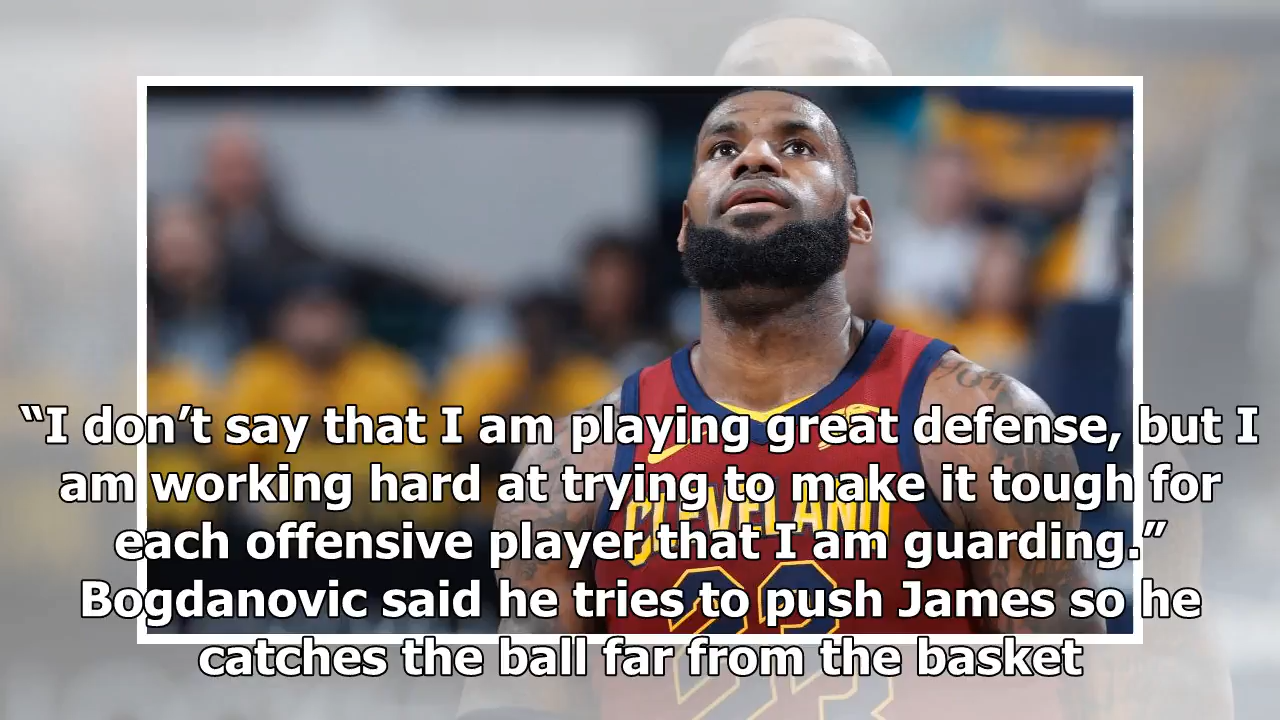 “I don’t say that I am playing great defense, but I
am working hard at trying to make it tough for
each offensive player that I am guarding.”
Bogdanovic said he tries to push James so he
catches the ball far from the basket
CLEVELAND
23